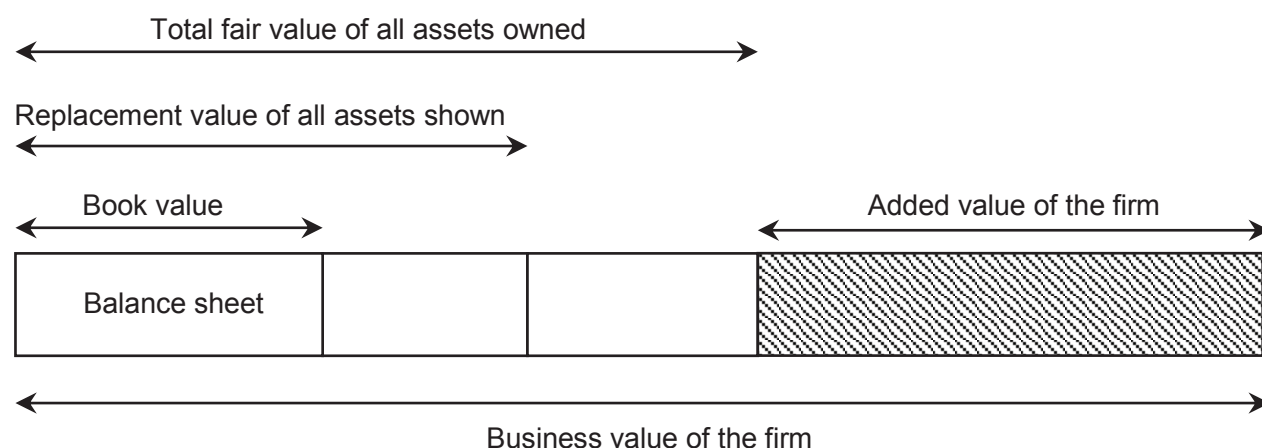 Total fair value of all assets owned
Replacement value of all assets shown
Book value
Added value of the firm
Balance sheet
Business value of the firm